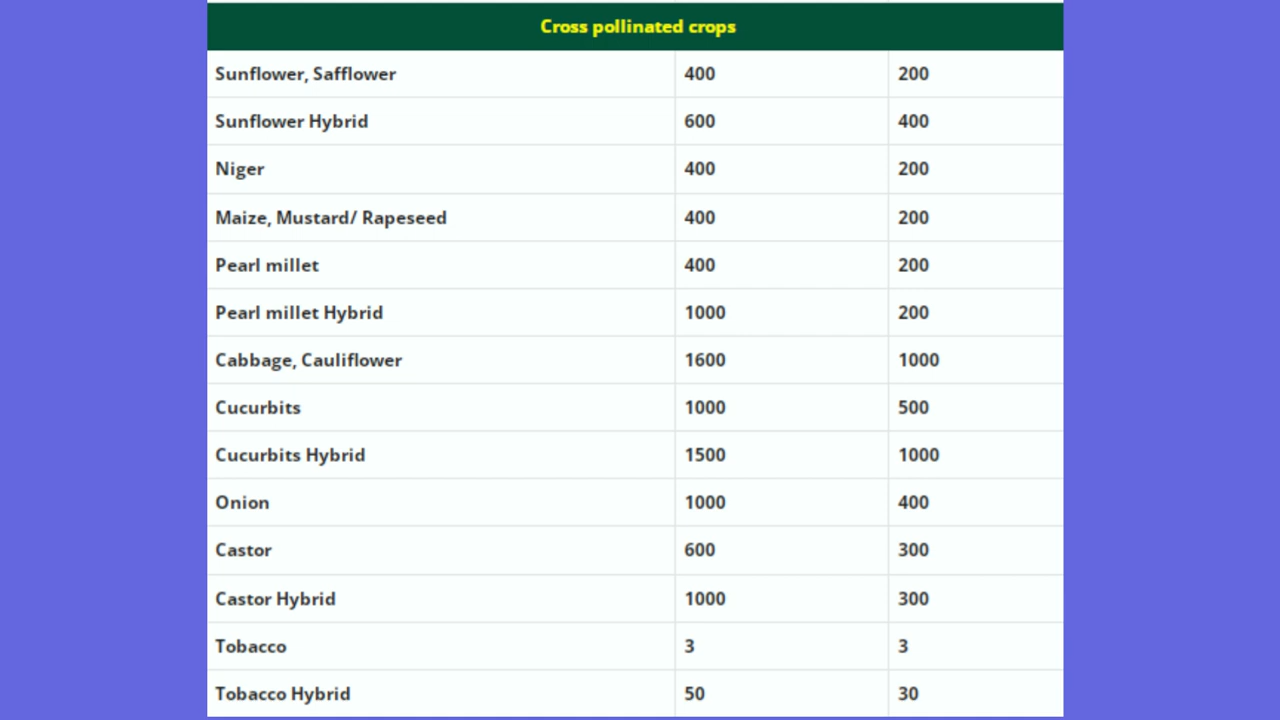 Cross pollinated crops
Sunflower, Safflower 400 200
Sunflower Hybrid 600 400
Niger 400 200
Maize, Mustard/ Rapeseed 400 200
Pearl millet 400 200
Pearl millet Hybrid 1000 200
Cabbage, Cauliflower 1600 1000
Cucurbits 1000 500
Cucurbits Hybrid 1500 1000
Onion 1000 400
Castor 600 300
Castor Hybrid 1000 300
Tobacco 3 3
Tobacco Hybrid 50 30